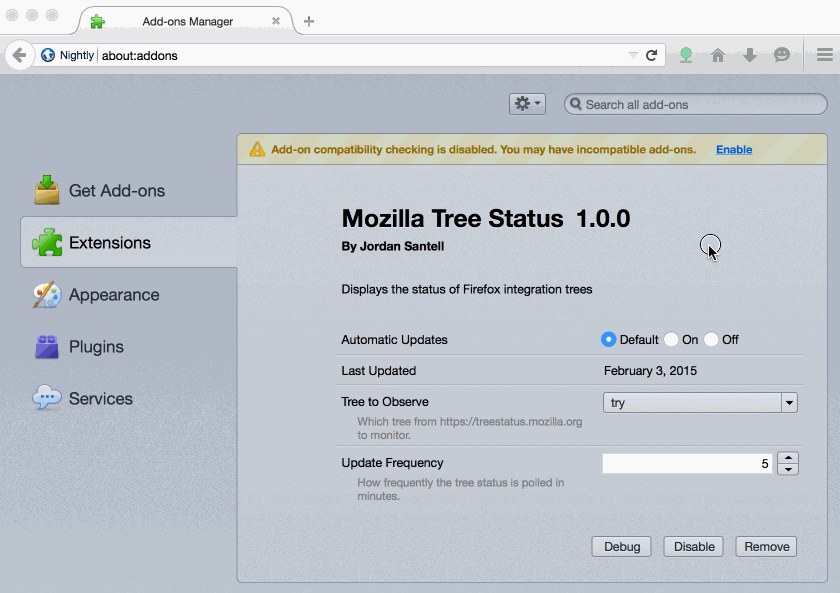 Add-ons Manager
Nightly about:addons
Search all add-ons
Add-on compatibility checking is disabled. You may have incompatible add-ons. Enable
Get Add-ons
Extensions
Appearance
Plugins
Services
Mozilla Tree Status 1.0.0
By Jordan Santell
Displays the status of Firefox integration trees
Automatic Updates Default On Off
Last Updated February 3, 2015
Tree to Observe try
Which tree from https://treestatus.mozilla.org
to monitor.
Update Frequency 5
How frequently the tree status is polled in
minutes.
Debug Disable Remove